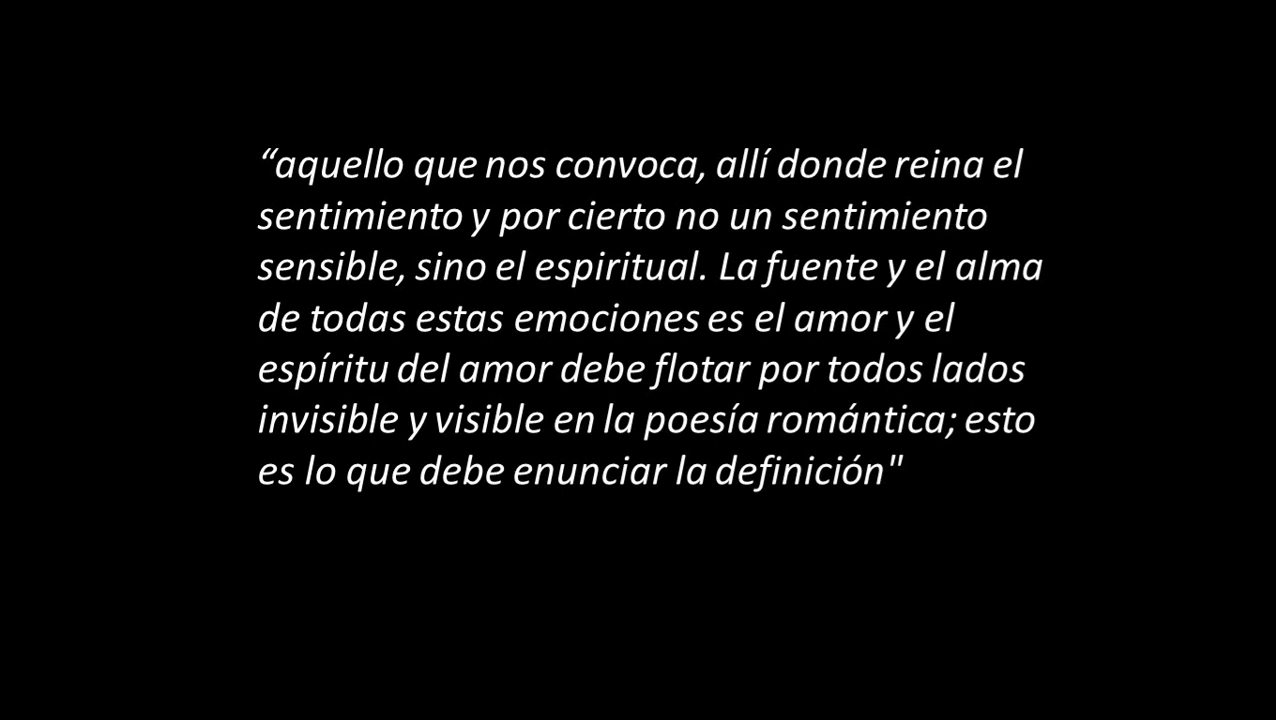 “aquello que nos convoca, allí donde reina el
sentimiento y por cierto no un sentimiento
sensible, sino el espiritual. La fuente y el alma
de todas estas emociones es el amor y el
espíritu del amor debe flotar por todos lados
invisible y visible en la poesía romántica; esto
es lo que debe enunciar la definición"